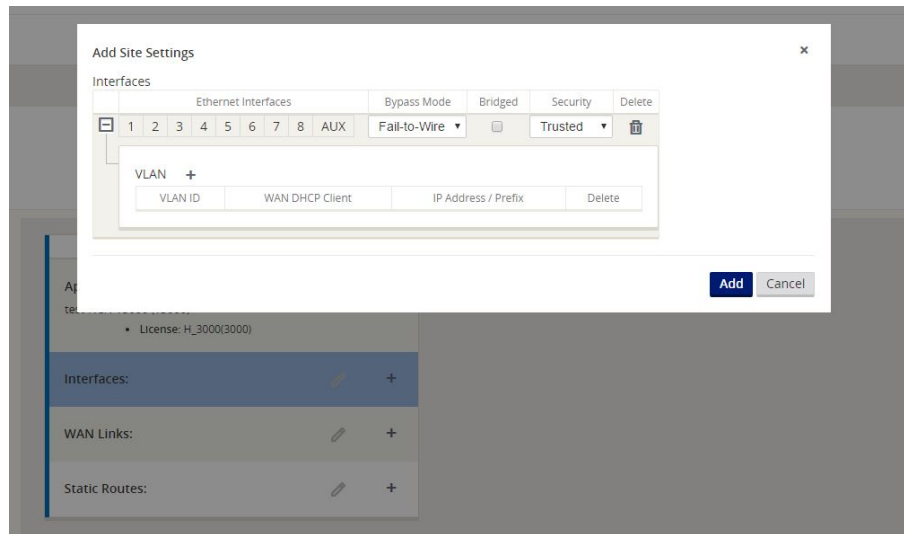 Add Site Settings ×
Interfaces
Ethernet Interfaces Bypass Mode Bridged Security Delete
1 2 3 4 5 6 7 8 AUX Fail-to-Wire Trusted
VLAN +
VLAN ID WAN DHCP Client IP Address / Prefix Delete
Add Cancel
License: H_3000(3000)
Interfaces: +
WAN Links: +
Static Routes: +